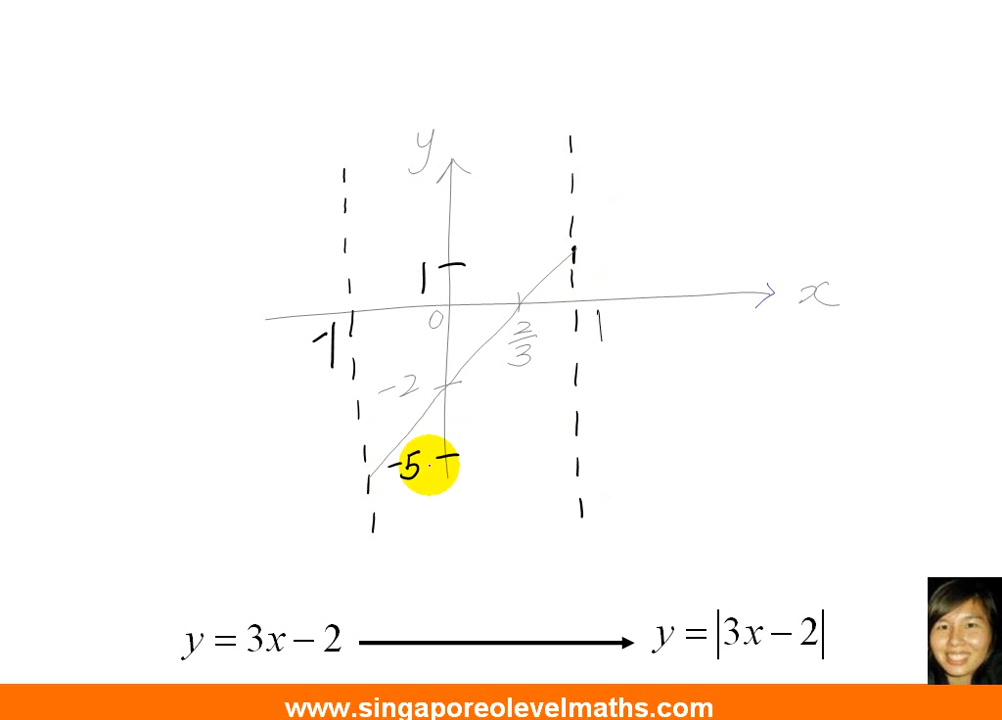 y
1
x
0
-1
2/3
1
-2
-5
y = 3x − 2
y = |3x − 2|
www.singaporeolevelmaths.com